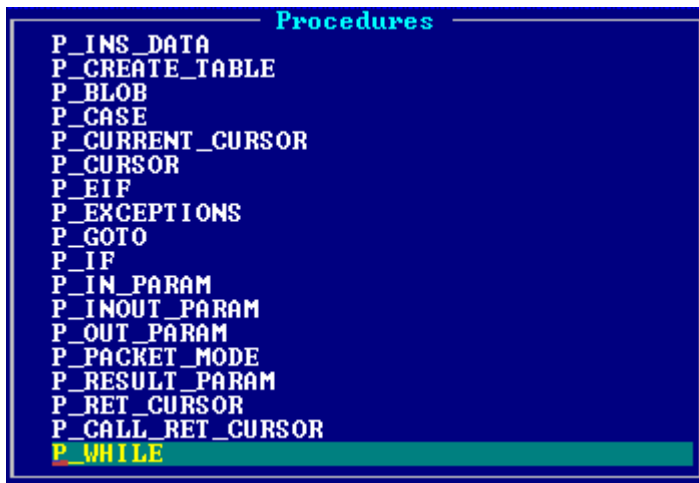 Procedures
P_INS_DATA
P_CREATE_TABLE
P_BLOB
P_CASE
P_CURRENT_CURSOR
P_CURSOR
P_EIF
P_EXCEPTIONS
P_GOTO
P_IF
P_IN_PARAM
P_INOUT_PARAM
P_OUT_PARAM
P_PACKET_MODE
P_RESULT_PARAM
P_RET_CURSOR
P_CALL_RET_CURSOR
P_WHILE